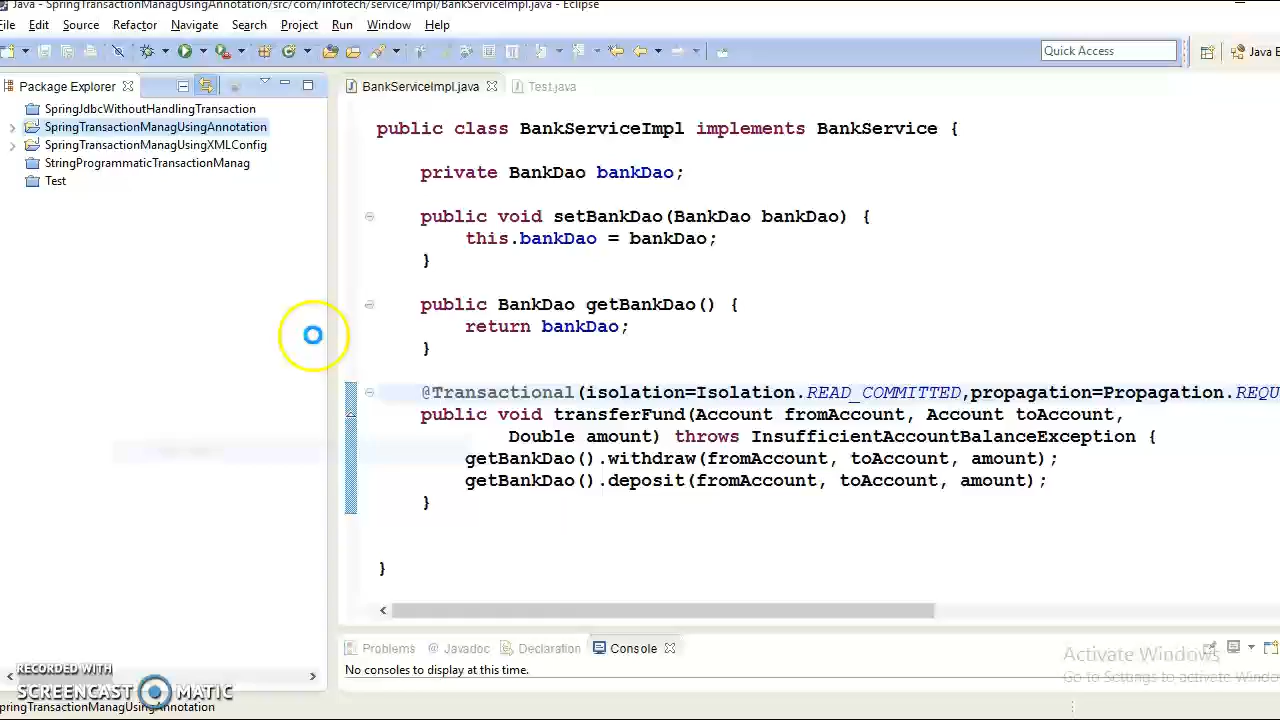 Java - SpringTransactionManagUsingAnnotation/src/com/infotech/service/Impl/BankServiceImpl.java - Eclipse
File Edit Source Refactor Navigate Search Project Run Window Help
Quick Access
Java E
Package Explorer
BankServiceImpl.java
Test.java
SpringJdbcWithoutHandlingTransaction
SpringTransactionManagUsingAnnotation
SpringTransactionManagUsingXMLConfig
StringProgrammaticTransactionManag
Test
public class BankServiceImpl implements BankService {
private BankDao bankDao;
public void setBankDao(BankDao bankDao) {
this.bankDao = bankDao;
}
public BankDao getBankDao() {
return bankDao;
}
@Transactional(isolation=Isolation.READ_COMMITTED,propagation=Propagation.REQU
public void transferFund(Account fromAccount, Account toAccount,
Double amount) throws InsufficientAccountBalanceException {
getBankDao().withdraw(fromAccount, toAccount, amount);
getBankDao().deposit(fromAccount, toAccount, amount);
}
}
Problems @ Javadoc Declaration Console
No consoles to display at this time.
Activate Windows
Go to Settings to activate Windows
RECORDED WITH
SCREENCAST MATIC
pringTransactionManagUsingAnnotation